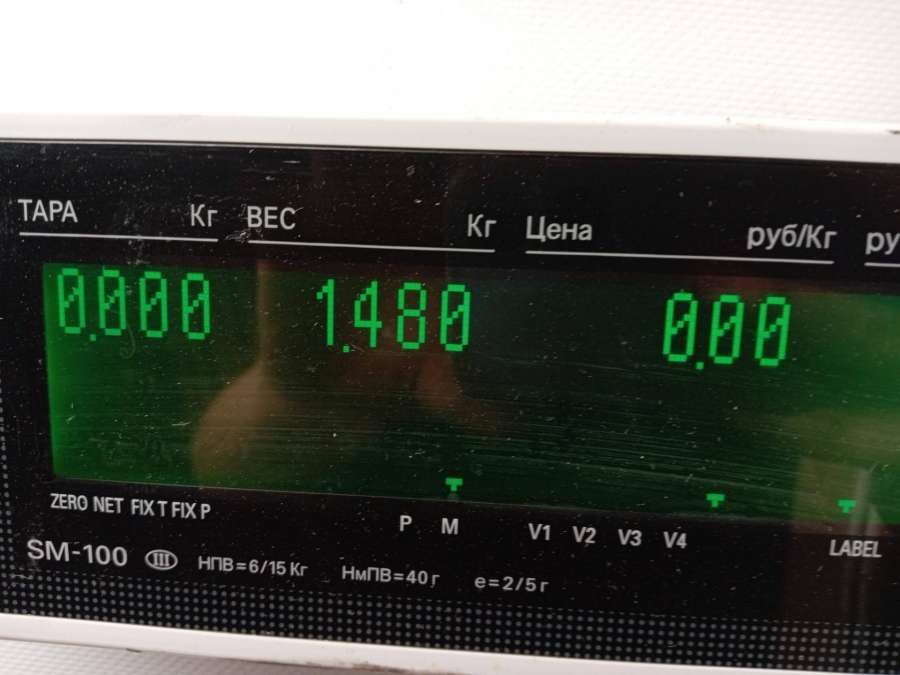 ТАРА Кг ВЕС Кг Цена руб/Кг ру
0.000 1.480 0.00
ZERO NET FIX T FIX P P M V1 V2 V3 V4 LABEL
SM-100 III НПВ=6/15 Кг НмПВ=40 г e=2/5 г